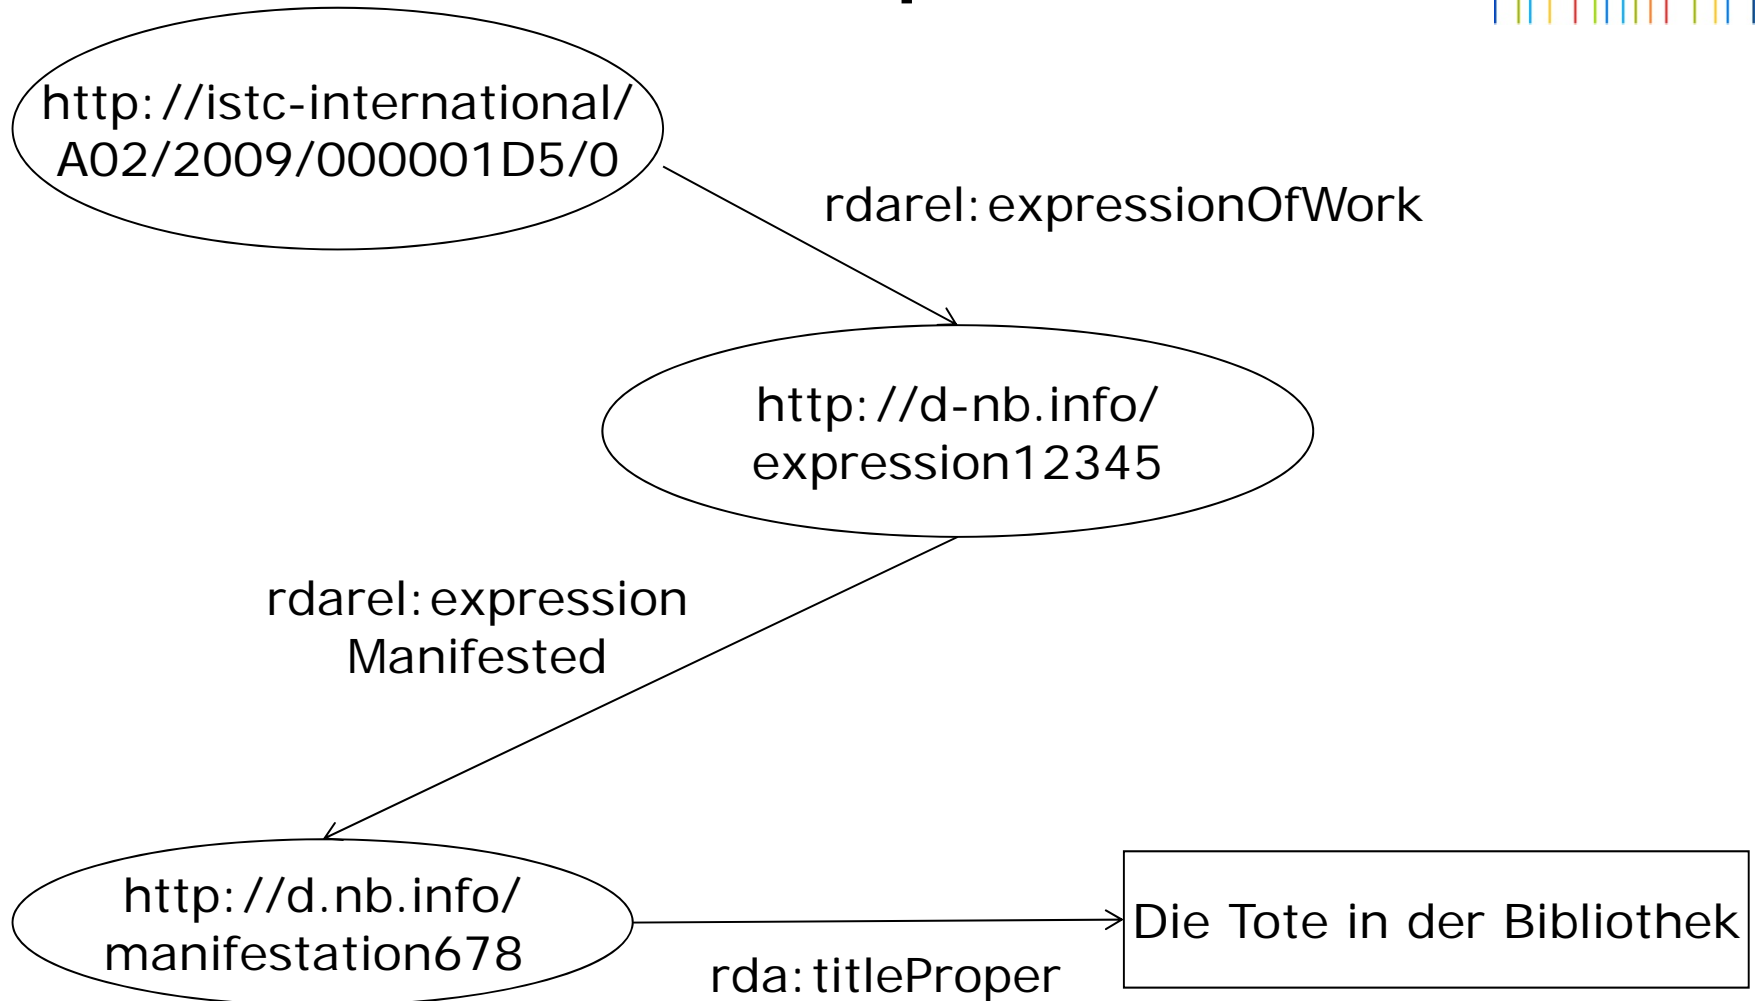 http://istc-international/
A02/2009/000001D5/0
rdarel:expressionOfWork
http://d-nb.info/
expression12345
rdarel:expression
Manifested
http://d.nb.info/
manifestation678
Die Tote in der Bibliothek
rda:titleProper